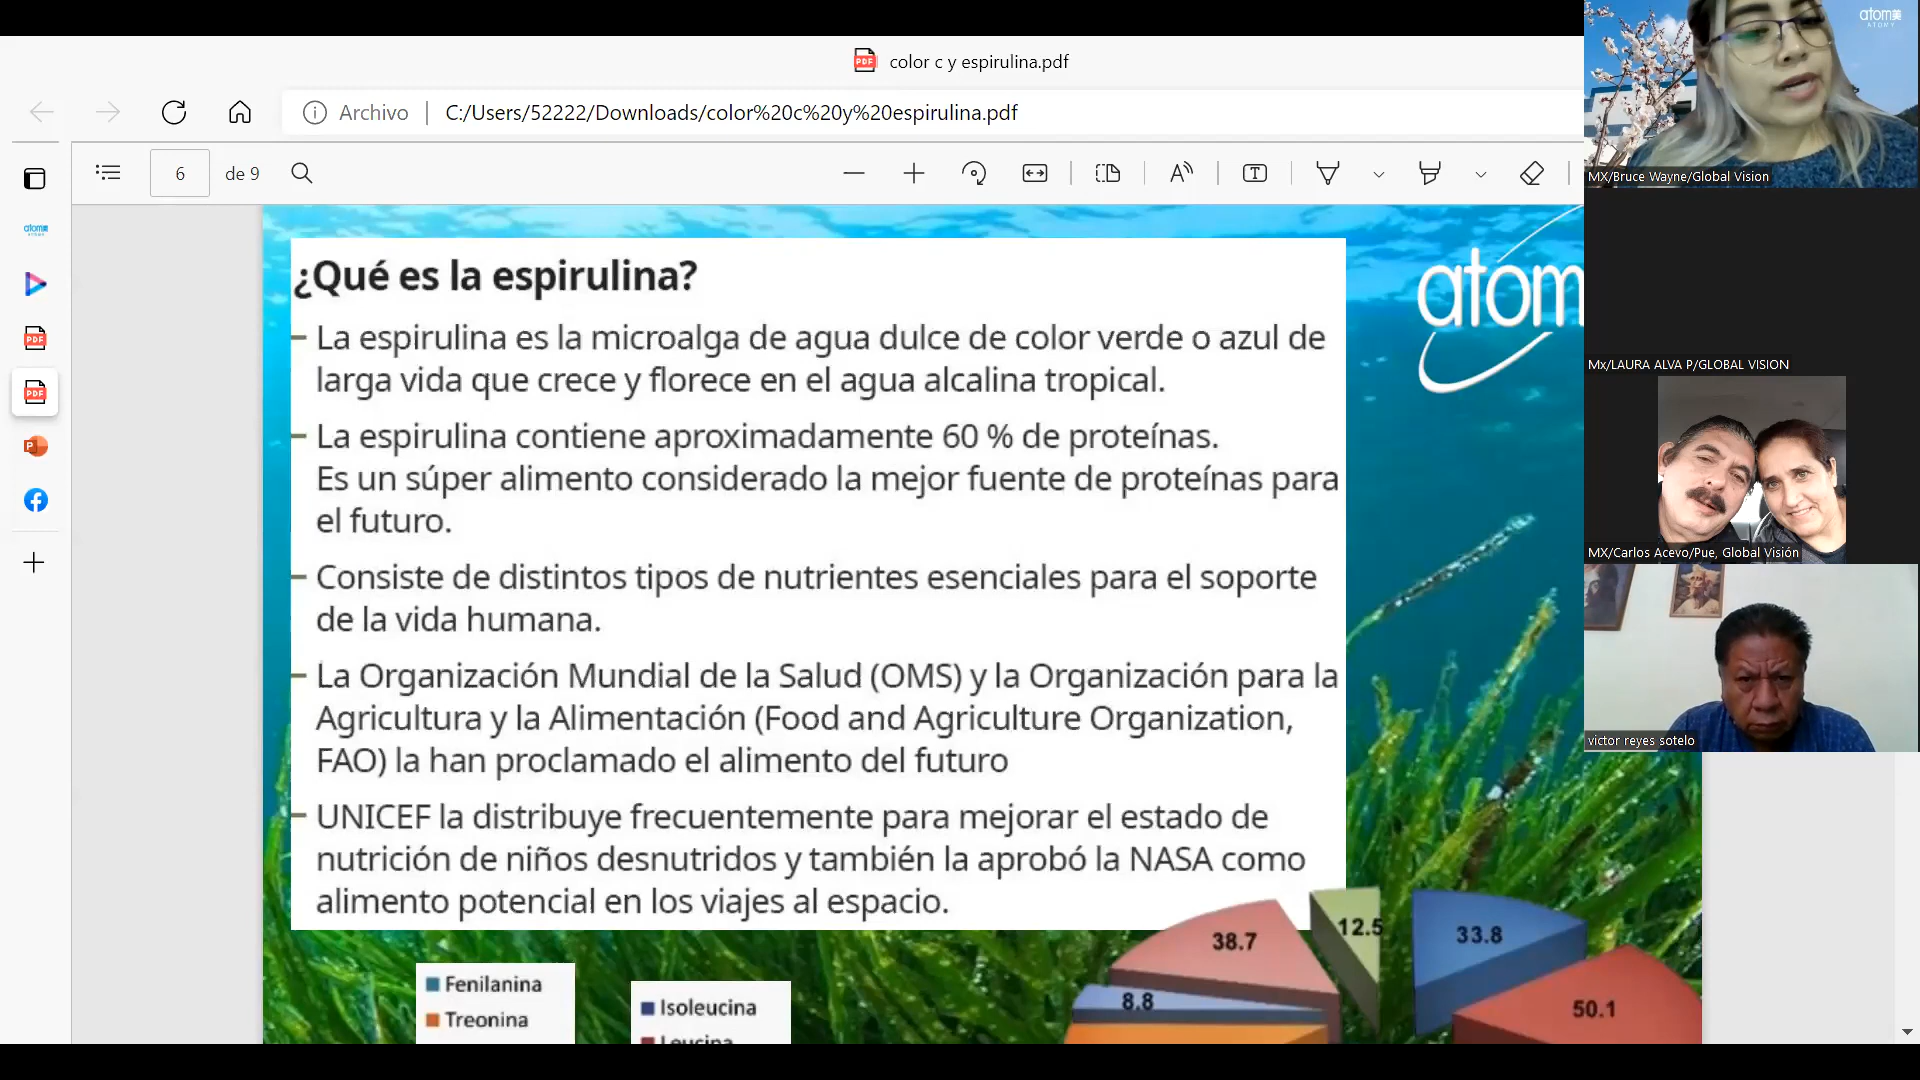 color c y espirulina.pdf
Archivo
C:/Users/52222/Downloads/color%20c%20y%20espirulina.pdf
6 de 9
¿Qué es la espirulina?
La espirulina es la microalga de agua dulce de color verde o azul de
larga vida que crece y florece en el agua alcalina tropical.
La espirulina contiene aproximadamente 60 % de proteínas.
Es un súper alimento considerado la mejor fuente de proteínas para
el futuro.
Consiste de distintos tipos de nutrientes esenciales para el soporte
de la vida humana.
La Organización Mundial de la Salud (OMS) y la Organización para la
Agricultura y la Alimentación (Food and Agriculture Organization,
FAO) la han proclamado el alimento del futuro
UNICEF la distribuye frecuentemente para mejorar el estado de
nutrición de niños desnutridos y también la aprobó la NASA como
alimento potencial en los viajes al espacio.
atom
Fenilanina
Treonina
Isoleucina
Leucina
38.7
12.5
33.8
8.8
50.1
atom美
ATOMY
MX/Bruce Wayne/Global Vision
Mx/LAURA ALVA P/GLOBAL VISION
MX/Carlos Acevo/Pue, Global Visión
victor reyes sotelo